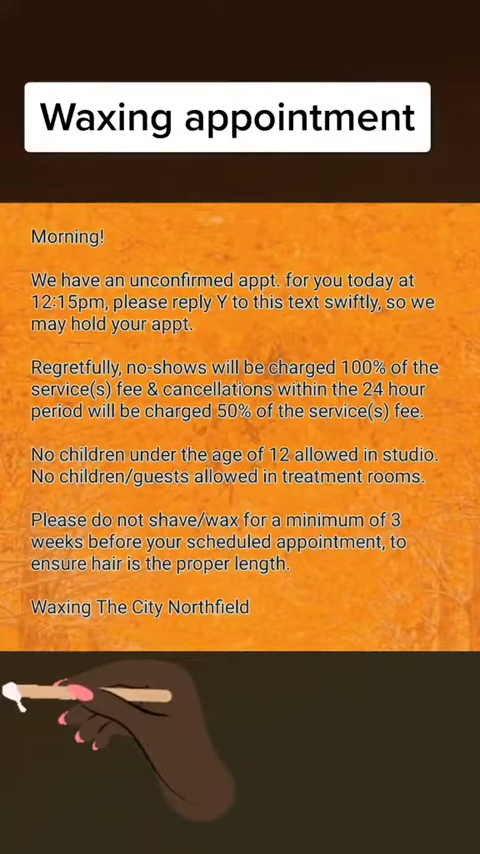 Waxing appointment
Morning!
We have an unconfirmed appt. for you today at
12:15pm, please reply Y to this text swiftly, so we
may hold your appt.
Regretfully, no-shows will be charged 100% of the
service(s) fee & cancellations within the 24 hour
period will be charged 50% of the service(s) fee.
No children under the age of 12 allowed in studio.
No children/guests allowed in treatment rooms.
Please do not shave/wax for a minimum of 3
weeks before your scheduled appointment, to
ensure hair is the proper length.
Waxing The City Northfield